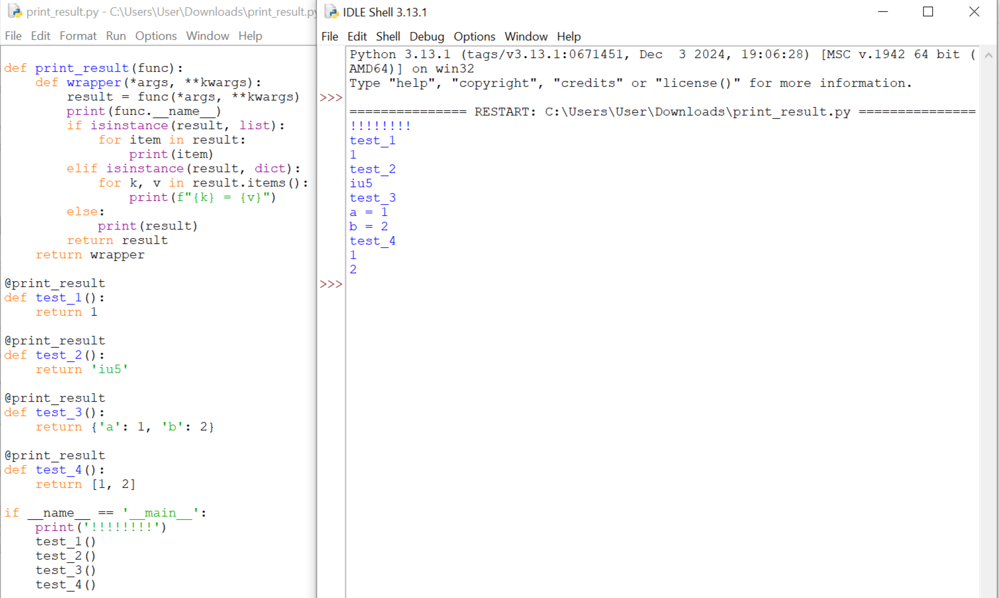 print_result.py - C:\Users\User\Downloads\print_result.py
File Edit Format Run Options Window Help
def print_result(func):
    def wrapper(*args, **kwargs):
        result = func(*args, **kwargs)
        print(func.__name__)
        if isinstance(result, list):
            for item in result:
                print(item)
        elif isinstance(result, dict):
            for k, v in result.items():
                print(f"{k} = {v}")
        else:
            print(result)
        return result
    return wrapper

@print_result
def test_1():
    return 1

@print_result
def test_2():
    return 'iu5'

@print_result
def test_3():
    return {'a': 1, 'b': 2}

@print_result
def test_4():
    return [1, 2]

if __name__ == '__main__':
    print('!!!!!!!!')
    test_1()
    test_2()
    test_3()
    test_4()
IDLE Shell 3.13.1
File Edit Shell Debug Options Window Help
Python 3.13.1 (tags/v3.13.1:0671451, Dec  3 2024, 19:06:28) [MSC v.1942 64 bit (
AMD64)] on win32
Type "help", "copyright", "credits" or "license()" for more information.
>>>
=============== RESTART: C:\Users\User\Downloads\print_result.py ===============
!!!!!!!!
test_1
1
test_2
iu5
test_3
a = 1
b = 2
test_4
1
2
>>>